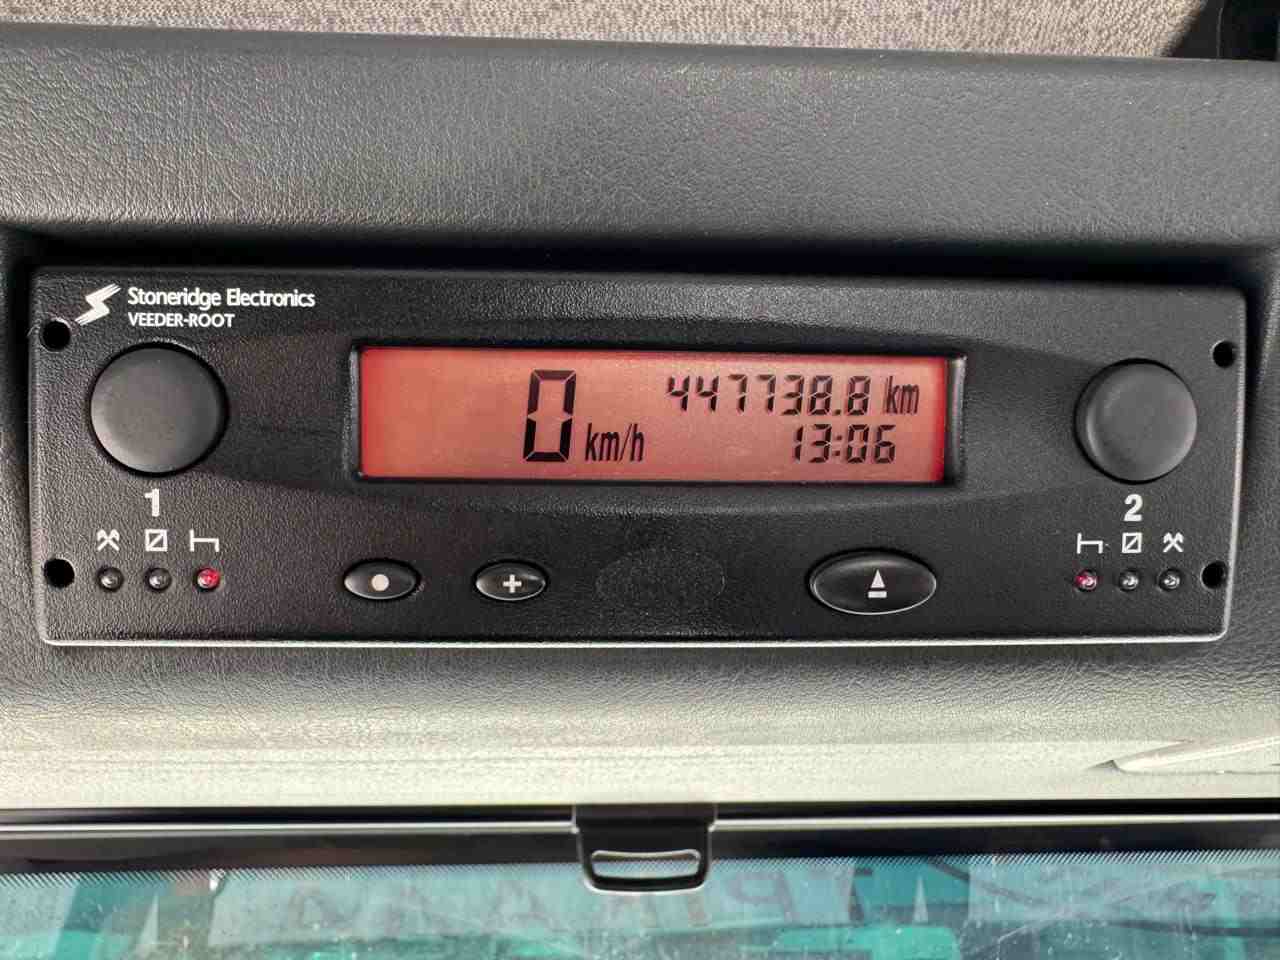 Stoneridge Electronics
VEEDER-ROOT
0 km/h
447738.8 km
13:06
1
2